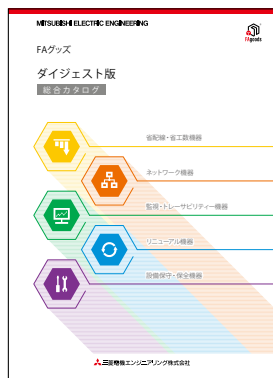 MITSUBISHI ELECTRIC ENGINEERING
FAgoods
FAグッズ
ダイジェスト版
総合カタログ
省配線・省工数機器
ネットワーク機器
監視・トレーサビリティー機器
リニューアル機器
設備保守・保全機器
三菱電機エンジニアリング株式会社